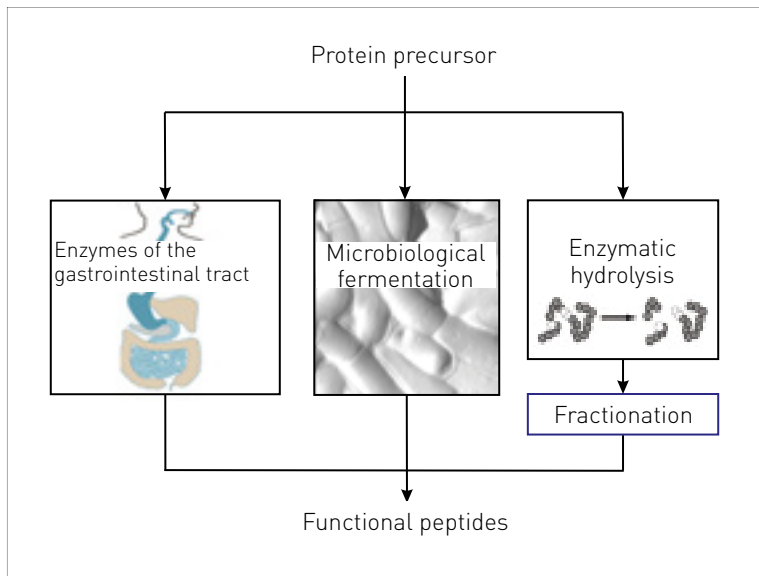 Protein precursor
Enzymes of the
gastrointestinal tract
Microbiological
fermentation
Enzymatic
hydrolysis
Fractionation
Functional peptides